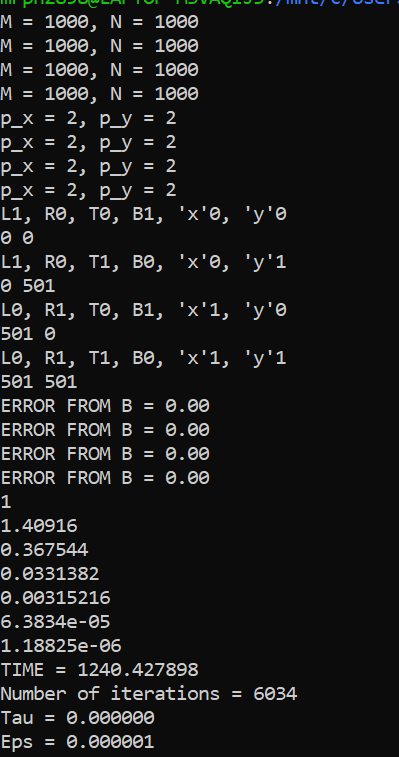 M = 1000, N = 1000
M = 1000, N = 1000
M = 1000, N = 1000
M = 1000, N = 1000
p_x = 2, p_y = 2
p_x = 2, p_y = 2
p_x = 2, p_y = 2
p_x = 2, p_y = 2
L1, R0, T0, B1, 'x'0, 'y'0
0 0
L1, R0, T1, B0, 'x'0, 'y'1
0 501
L0, R1, T0, B1, 'x'1, 'y'0
501 0
L0, R1, T1, B0, 'x'1, 'y'1
501 501
ERROR FROM B = 0.00
ERROR FROM B = 0.00
ERROR FROM B = 0.00
ERROR FROM B = 0.00
1
1.40916
0.367544
0.0331382
0.00315216
6.3834e-05
1.18825e-06
TIME = 1240.427898
Number of iterations = 6034
Tau = 0.000000
Eps = 0.000001